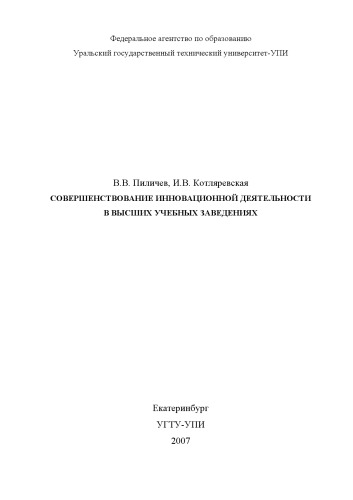 Федеральное агентство по образованию
Уральский государственный технический университет-УПИ
В.В. Пиличев, И.В. Котляревская
СОВЕРШЕНСТВОВАНИЕ ИННОВАЦИОННОЙ ДЕЯТЕЛЬНОСТИ
В ВЫСШИХ УЧЕБНЫХ ЗАВЕДЕНИЯХ
Екатеринбург
УГТУ-УПИ
2007